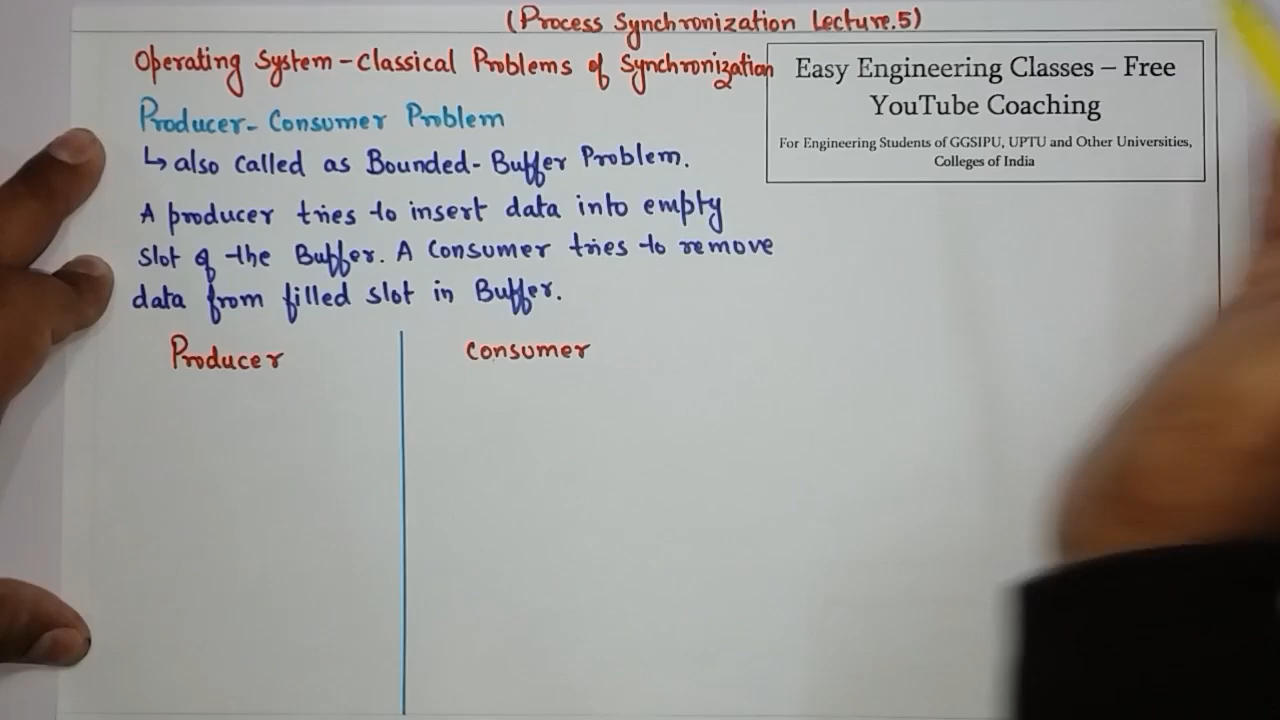 (Process Synchronization Lecture.5)
Operating System - Classical Problems of Synchronization
Easy Engineering Classes – Free
YouTube Coaching
For Engineering Students of GGSIPU, UPTU and Other Universities,
Colleges of India
Producer - Consumer Problem
↳ also called as Bounded - Buffer Problem.
A producer tries to insert data into empty
slot of the Buffer. A Consumer tries to remove
data from filled slot in Buffer.
Producer
Consumer